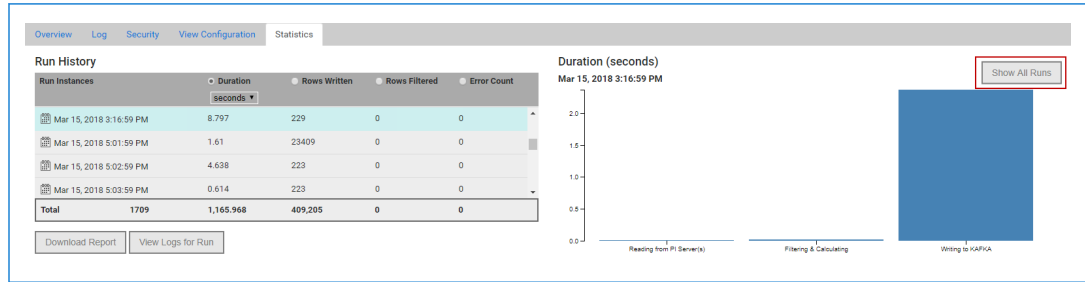 Overview Log Security View Configuration Statistics
Run History
Run Instances Duration Rows Written Rows Filtered Error Count
seconds
Mar 15, 2018 3:16:59 PM 8.797 229 0 0
Mar 15, 2018 5:01:59 PM 1.61 23409 0 0
Mar 15, 2018 5:02:59 PM 4.638 223 0 0
Mar 15, 2018 5:03:59 PM 0.614 223 0 0
Total 1709 1,165.968 409,205 0 0
Download Report View Logs for Run
Duration (seconds)
Mar 15, 2018 3:16:59 PM
Show All Runs
2.0
1.5
1.0
0.5
0.0
Reading from PI Server(s) Filtering & Calculating Writing to KAFKA